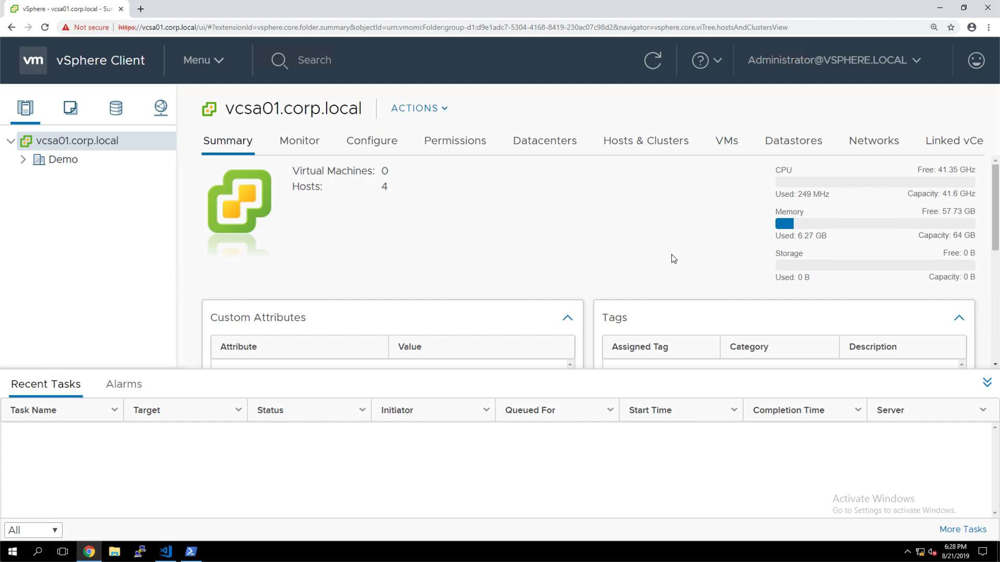 vSphere - vcsa01.corp.local - Sun
Not secure
https://vcsa01.corp.local/ui/#?extensionId=vsphere.core.folder.summary&objectId=urn:vmomi:Folder:group-d1:d9e1adc7-5304-4168-8419-230ac07c98d2&navigator=vsphere.core.viTree.hostsAndClustersView
vm vSphere Client Menu Search Administrator@VSPHERE.LOCAL
vcsa01.corp.local ACTIONS
vcsa01.corp.local
Demo
Summary Monitor Configure Permissions Datacenters Hosts & Clusters VMs Datastores Networks Linked vCe
Virtual Machines: 0
Hosts: 4
CPU Free: 41.35 GHz
Used: 249 MHz Capacity: 41.6 GHz
Memory Free: 57.73 GB
Used: 6.27 GB Capacity: 64 GB
Storage Free: 0 B
Used: 0 B Capacity: 0 B
Custom Attributes
Attribute Value
Tags
Assigned Tag Category Description
Recent Tasks Alarms
Task Name Target Status Initiator Queued For Start Time Completion Time Server
Activate Windows
Go to Settings to activate Windows.
All More Tasks
6:28 PM
8/21/2019